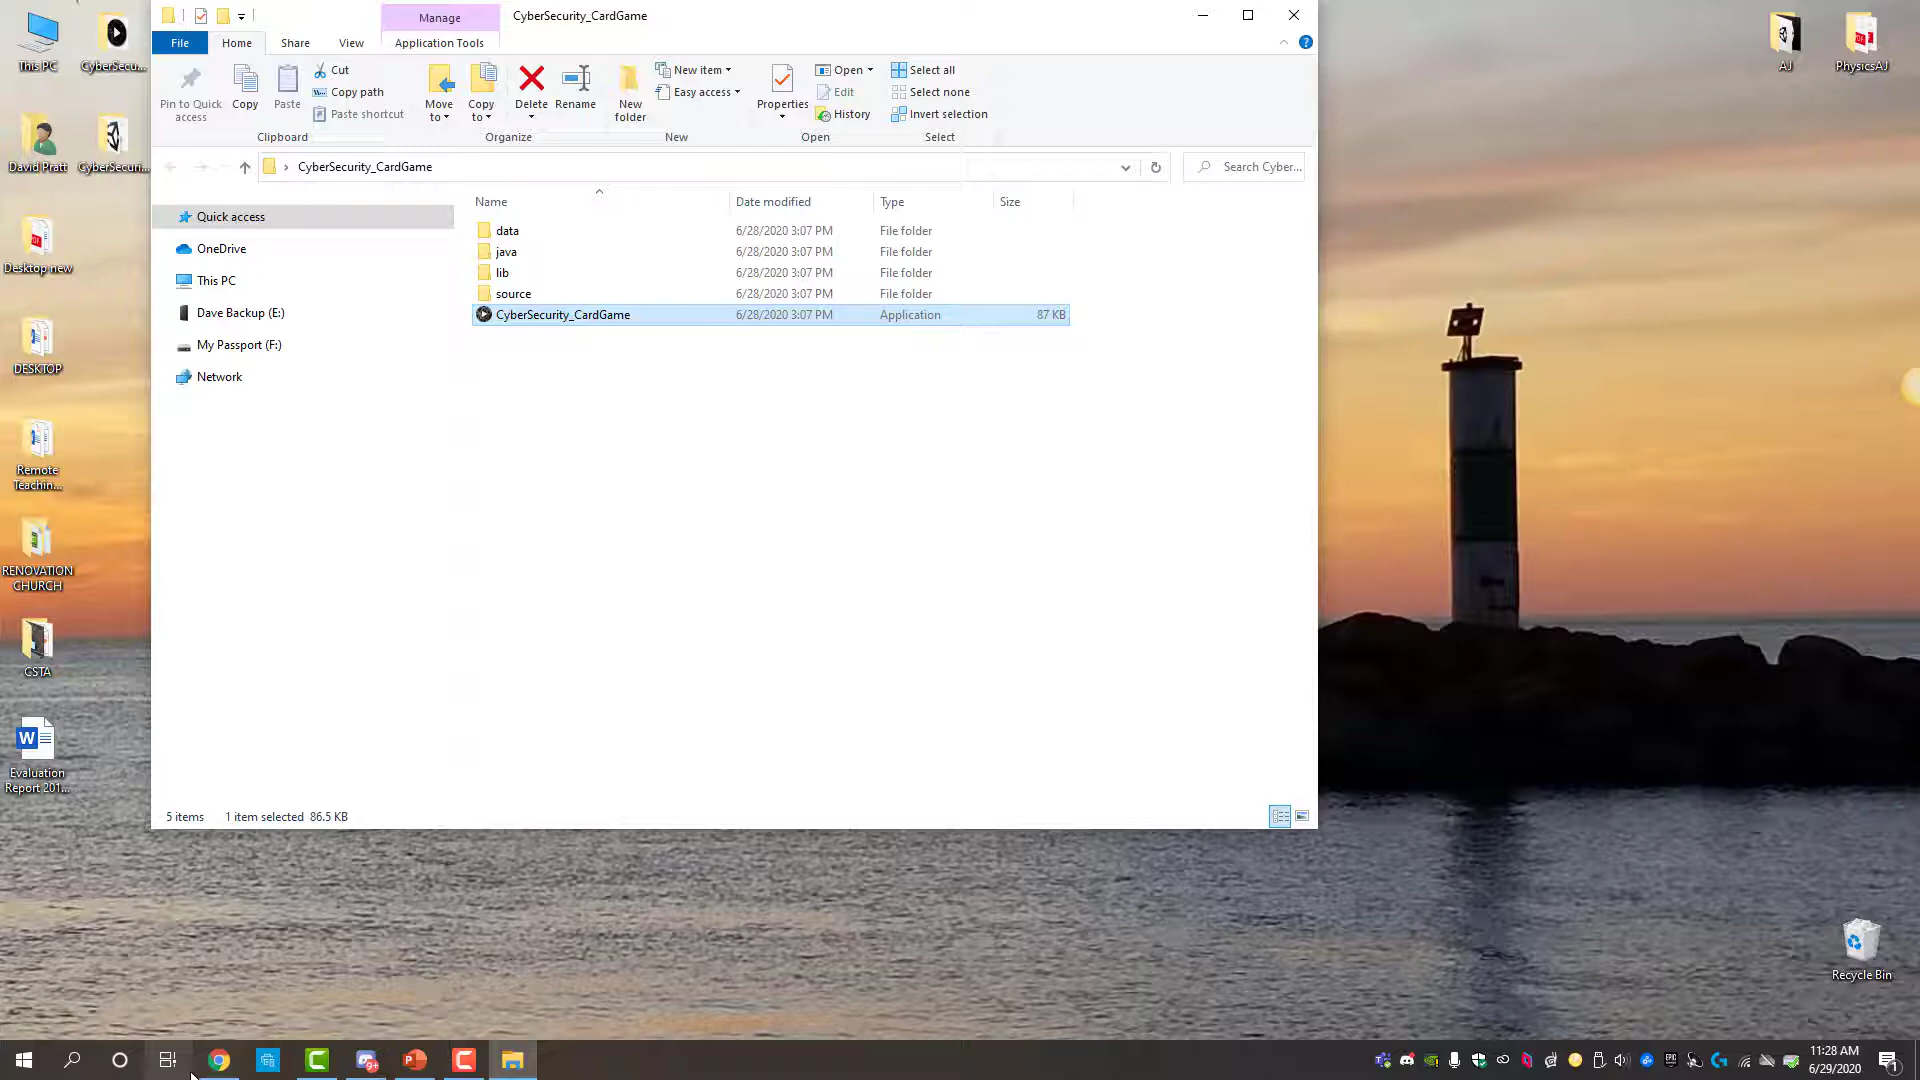 Manage
CyberSecurity_CardGame
File
Home
Share
View
Application Tools
Pin to Quick access
Copy
Paste
Cut
Copy path
Paste shortcut
Clipboard
Move to
Copy to
Delete
Rename
Organize
New folder
New item
Easy access
New
Properties
Open
Edit
History
Open
Select all
Select none
Invert selection
Select
CyberSecurity_CardGame
Search Cyber...
Quick access
OneDrive
This PC
Dave Backup (E:)
My Passport (F:)
Network
Name
Date modified
Type
Size
data 6/28/2020 3:07 PM File folder
java 6/28/2020 3:07 PM File folder
lib 6/28/2020 3:07 PM File folder
source 6/28/2020 3:07 PM File folder
CyberSecurity_CardGame 6/28/2020 3:07 PM Application 87 KB
5 items
1 item selected 86.5 KB
This PC
CyberSecu...
David Pratt
CyberSecuri...
Desktop new
DESKTOP
Remote
Teachin...
RENOVATION
CHURCH
CSTA
Evaluation
Report 201...
AJ
PhysicsAJ
Recycle Bin
9+
EPIC
11:28 AM
6/29/2020
1